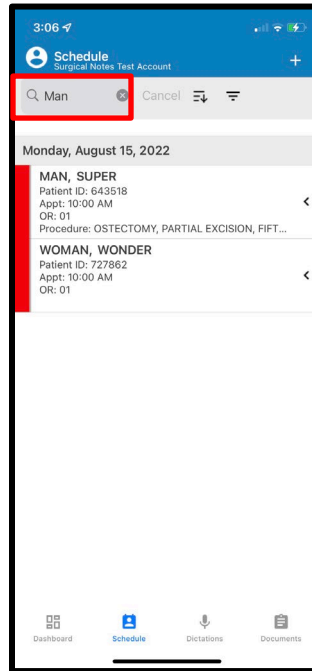 3:06
Schedule
Surgical Notes Test Account
+
Man
Cancel
Monday, August 15, 2022
MAN, SUPER
Patient ID: 643518
Appt: 10:00 AM
OR: 01
Procedure: OSTECTOMY, PARTIAL EXCISION, FIFT...
WOMAN, WONDER
Patient ID: 727862
Appt: 10:00 AM
OR: 01
Dashboard Schedule Dictations Documents